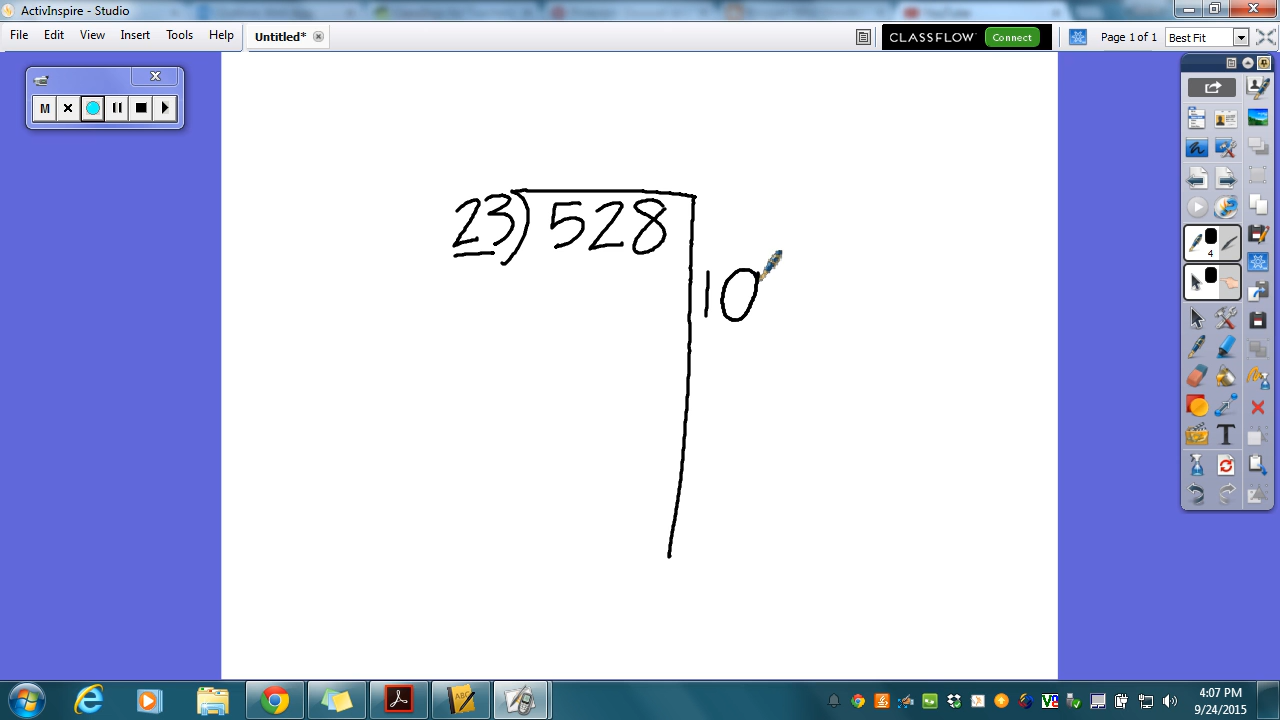 ActivInspire - Studio
File Edit View Insert Tools Help Untitled* CLASSFLOW Connect Page 1 of 1 Best Fit
M
4
23)528
10
T
ABC
4:07 PM
9/24/2015